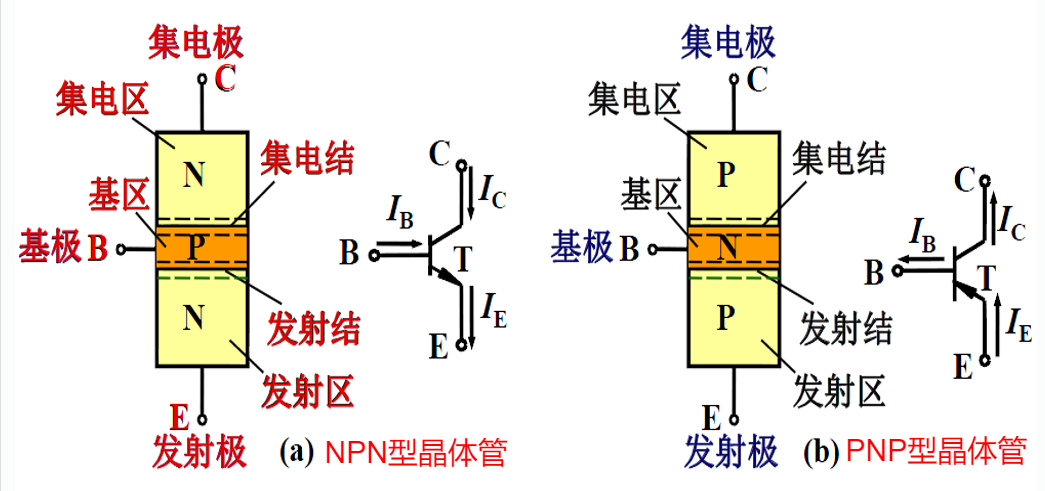 集电极
C
集电区
N
集电结
基区
基极 B
P
N
发射结
发射区
E
发射极
C
I_C
I_B
B
T
I_E
E
(a) NPN型晶体管
集电极
C
集电区
P
集电结
基区
基极 B
N
P
发射结
发射区
E
发射极
C
I_C
I_B
B
T
I_E
E
(b) PNP型晶体管